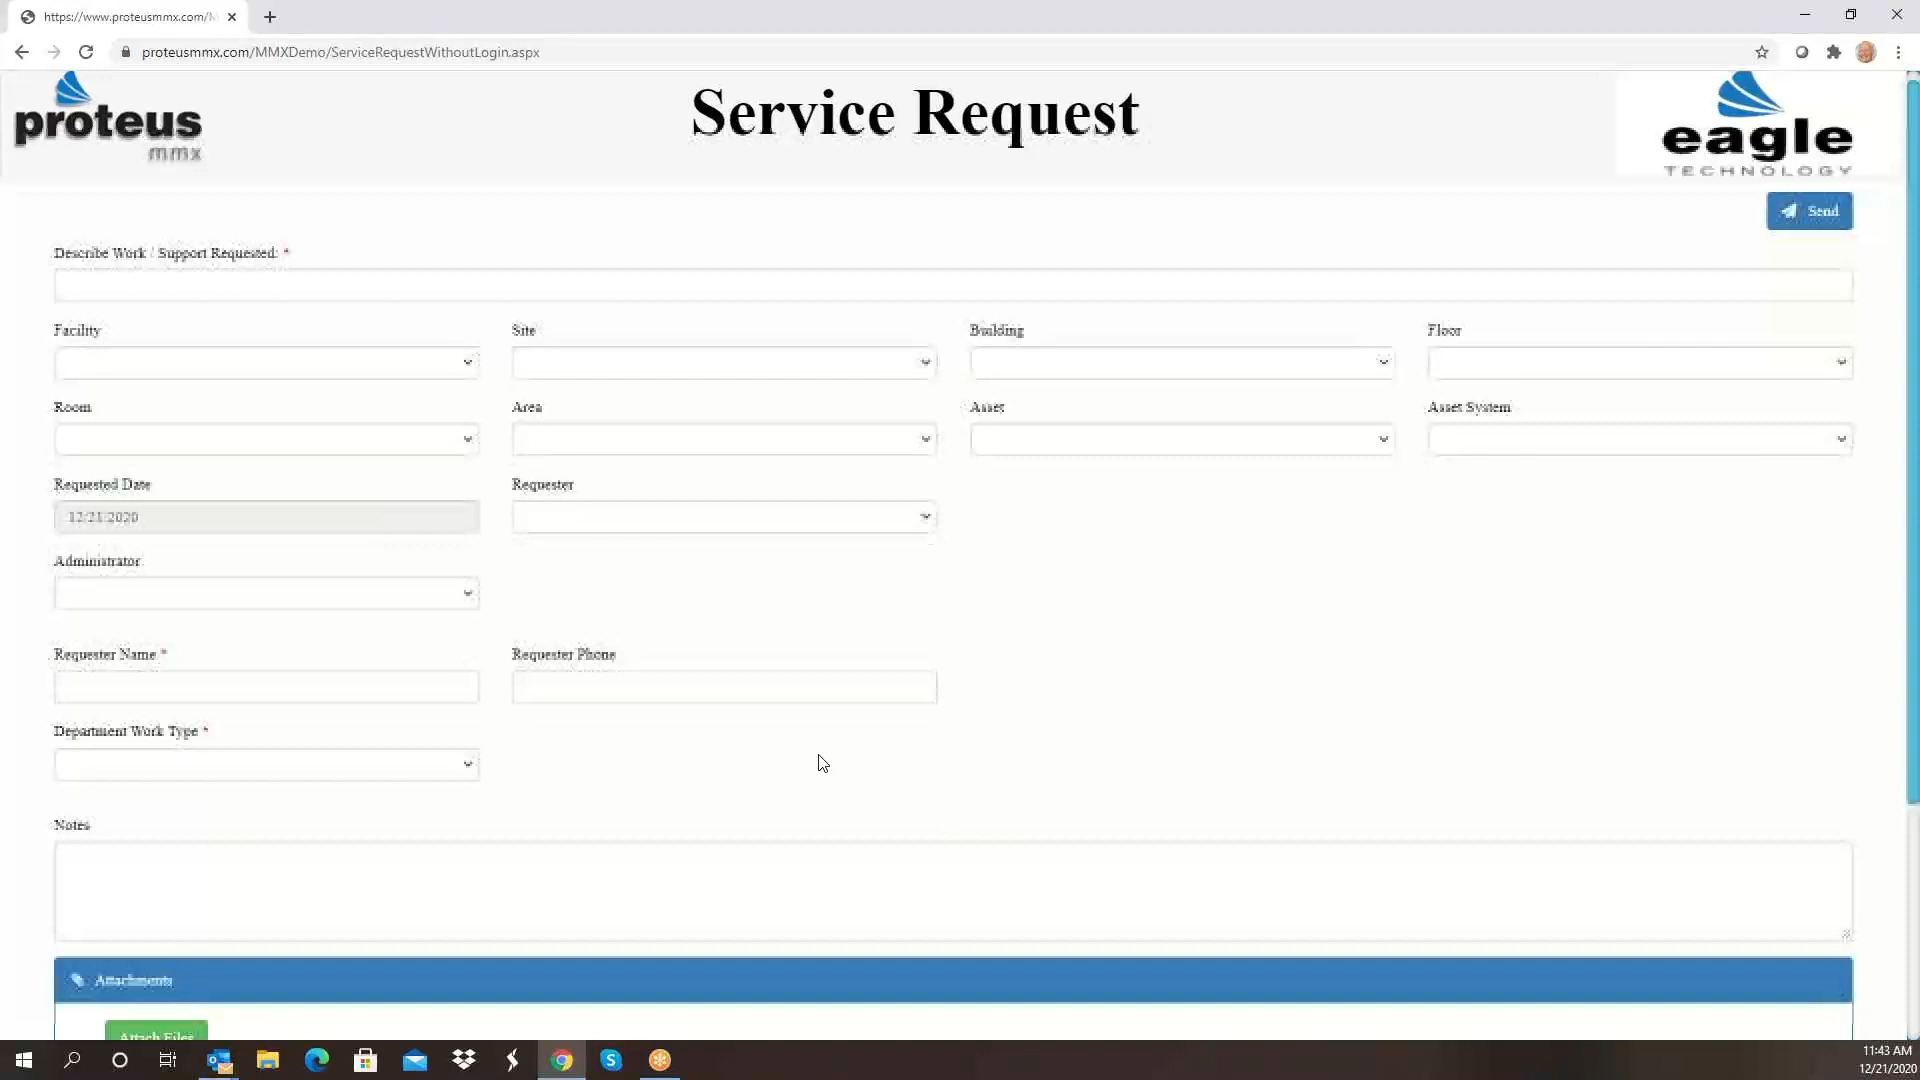 https://www.proteusmmx.com/M
proteusmmx.com/MMXDemo/ServiceRequestWithoutLogin.aspx
proteus
mmx
Service Request
eagle
TECHNOLOGY
Send
Describe Work / Support Requested: *
Facility
Site
Building
Floor
Room
Area
Asset
Asset System
Requested Date
Requester
12/21/2020
Administrator
Requester Name *
Requester Phone
Department Work Type *
Notes
Attachments
Attach Files
11:43 AM
12/21/2020